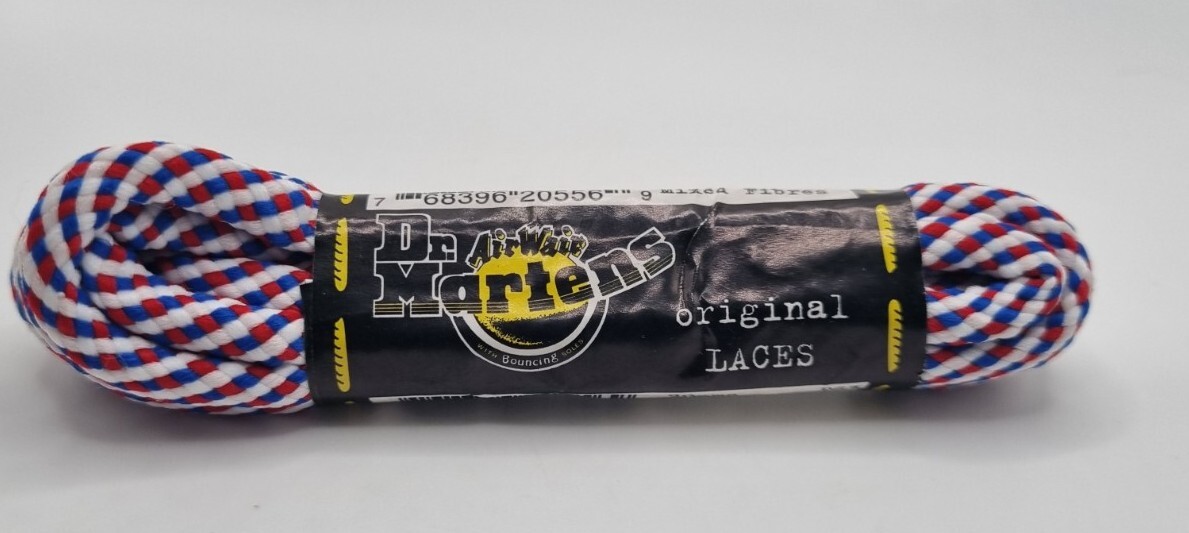 7 68396 20556 9 mixed Fibres
Dr.
AirWair
Martens
WITH Bouncing SOLES
original
LACES